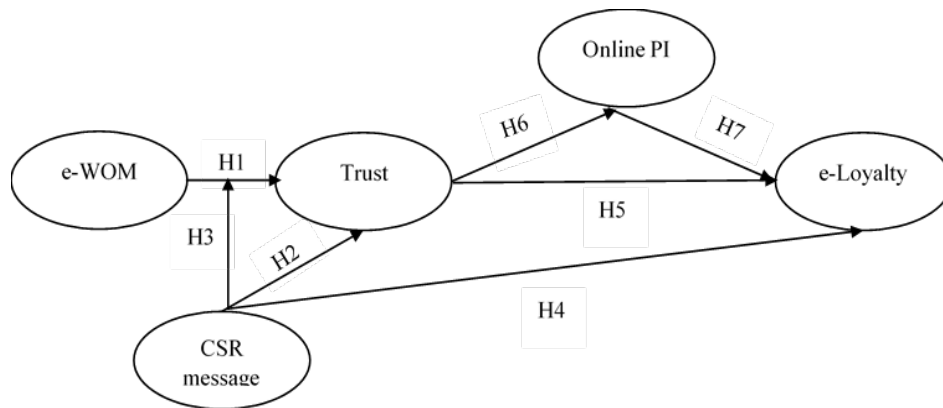 Online PI
H6
H7
e-WOM
H1
Trust
e-Loyalty
H3
H2
H5
H4
CSR
message